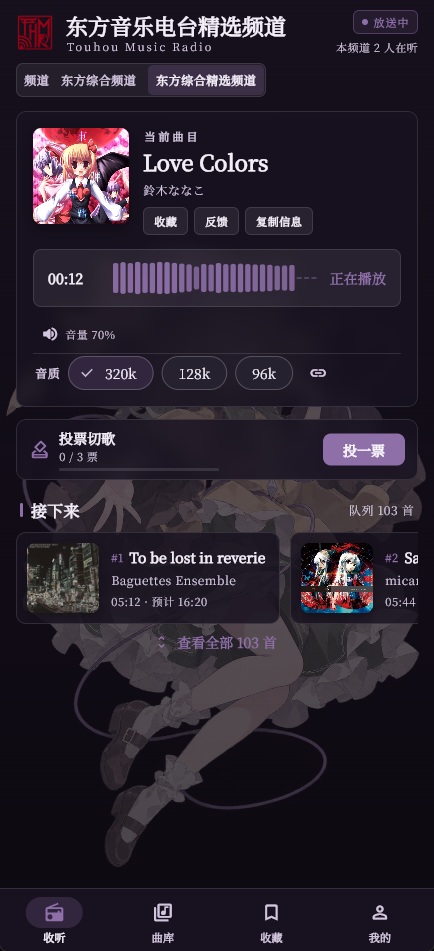 东方音乐电台精选频道
Touhou Music Radio
放送中
本频道 2 人在听
频道 东方综合频道 东方综合精选频道
当前曲目
Love Colors
鈴木ななこ
收藏 反馈 复制信息
00:12 正在播放
音量 70%
音质 320k 128k 96k
投票切歌
0 / 3 票
投一票
接下来 队列 103 首
#1 To be lost in reverie
Baguettes Ensemble
05:12 · 预计 16:20
#2 Sa
micar
05:44
查看全部 103 首
收听 曲库 收藏 我的